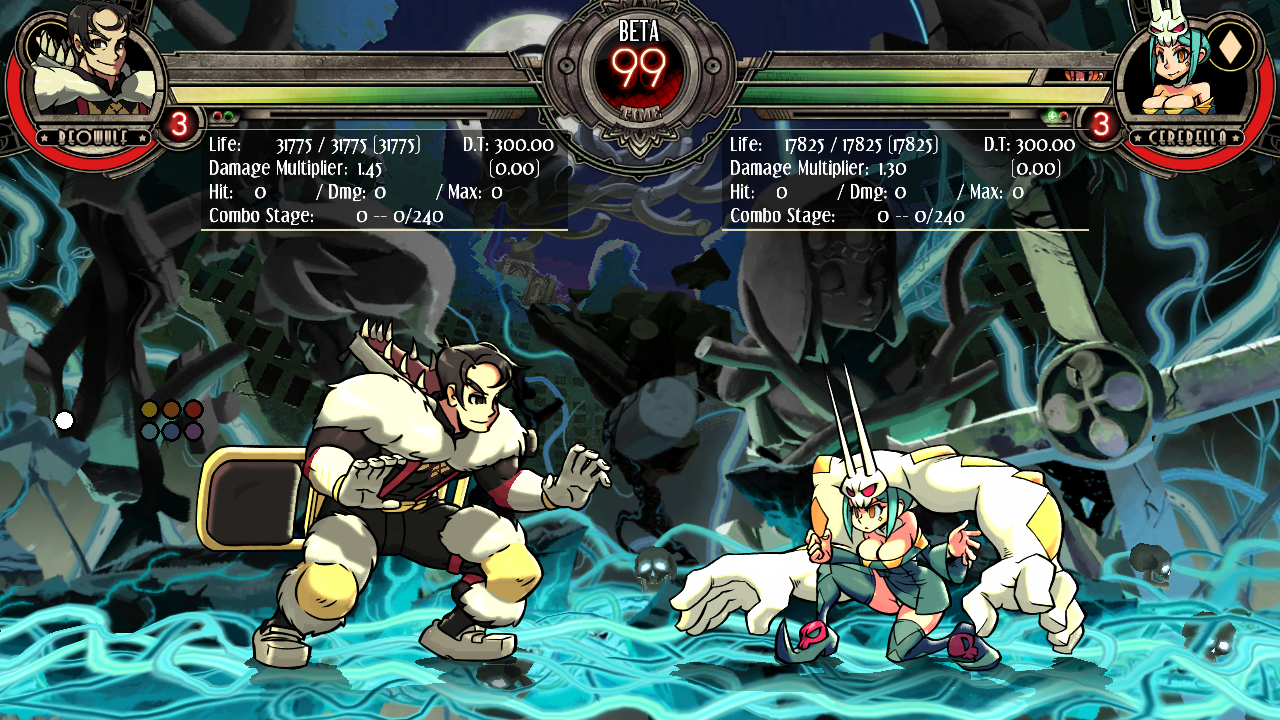 BETA
99
TIME
BEOWULF
3
3
CEREBELLA
Life: 31775 / 31775 (31775) D.T: 300.00
Damage Multiplier: 1.45 (0.00)
Hit: 0 / Dmg: 0 / Max: 0
Combo Stage: 0 -- 0/240
Life: 17825 / 17825 (17825) D.T: 300.00
Damage Multiplier: 1.30 (0.00)
Hit: 0 / Dmg: 0 / Max: 0
Combo Stage: 0 -- 0/240